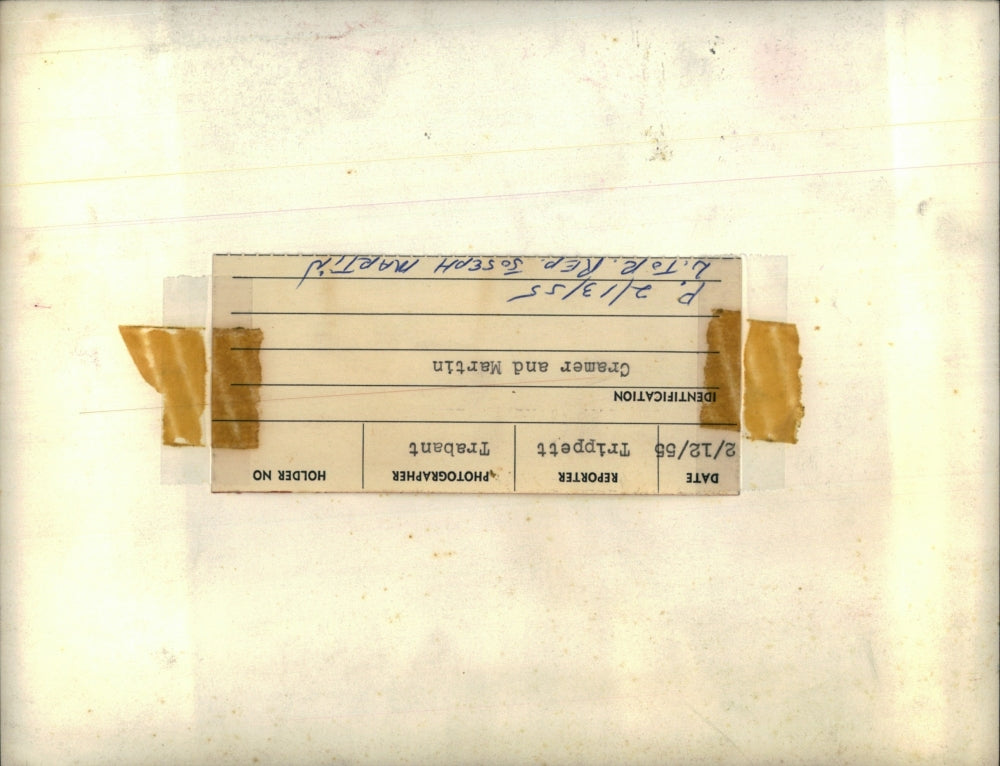 DATE REPORTER PHOTOGRAPHER HOLDER NO
2/12/55 Trippett Trabant
IDENTIFICATION
Cramer and Martin
P. 2/13/55
L. TO R. REP. JOSEPH MARTIN